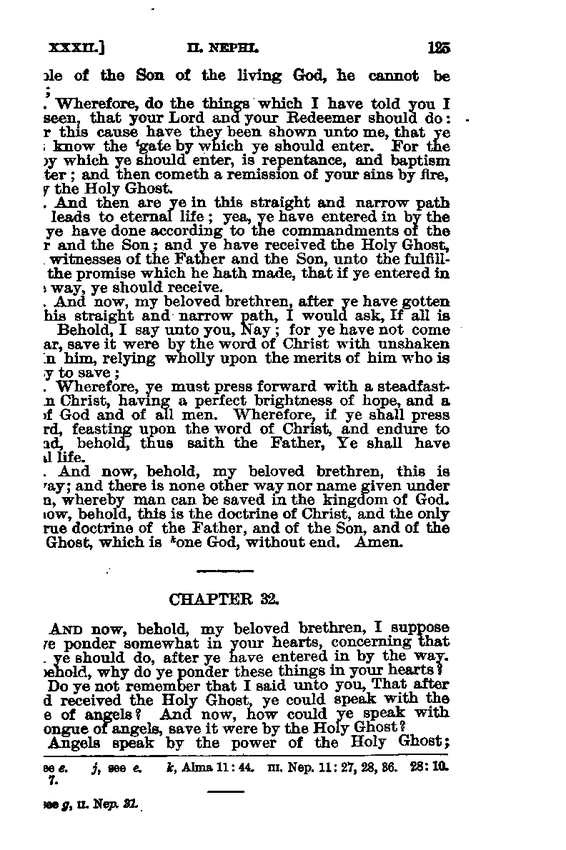 XXXII.] II. NEPHI. 125
of the Son of the living God, he cannot be
;
. Wherefore, do the things which I have told you I
seen, that your Lord and your Redeemer should do:
r this cause have they been shown unto me, that ye
know the ⁱgate by which ye should enter. For the
by which ye should enter, is repentance, and baptism
ter; and then cometh a remission of your sins by fire,
the Holy Ghost.
. And then are ye in this straight and narrow path
leads to eternal life; yea, ye have entered in by the
ye have done according to the commandments of the
r and the Son; and ye have received the Holy Ghost,
witnesses of the Father and the Son, unto the fulfill-
the promise which he hath made, that if ye entered in
way, ye should receive.
. And now, my beloved brethren, after ye have gotten
his straight and narrow path, I would ask, If all is
Behold, I say unto you, Nay; for ye have not come
ar, save it were by the word of Christ with unshaken
in him, relying wholly upon the merits of him who is
y to save;
. Wherefore, ye must press forward with a steadfast-
n Christ, having a perfect brightness of hope, and a
of God and of all men. Wherefore, if ye shall press
rd, feasting upon the word of Christ, and endure to
nd, behold, thus saith the Father, Ye shall have
al life.
. And now, behold, my beloved brethren, this is
ay; and there is none other way nor name given under
n, whereby man can be saved in the kingdom of God.
now, behold, this is the doctrine of Christ, and the only
rue doctrine of the Father, and of the Son, and of the
Ghost, which is ᵏone God, without end. Amen.
CHAPTER 32.
AND now, behold, my beloved brethren, I suppose
ye ponder somewhat in your hearts, concerning that
ye should do, after ye have entered in by the way.
behold, why do ye ponder these things in your hearts?
Do ye not remember that I said unto you, That after
d received the Holy Ghost, ye could speak with the
e of angels? And now, how could ye speak with
ongue of angels, save it were by the Holy Ghost?
Angels speak by the power of the Holy Ghost;
see e. j, see e. k, Alma 11: 44. III. Nep. 11: 27, 28, 36. 28: 10.
7.
see g, II. Nep. 31.